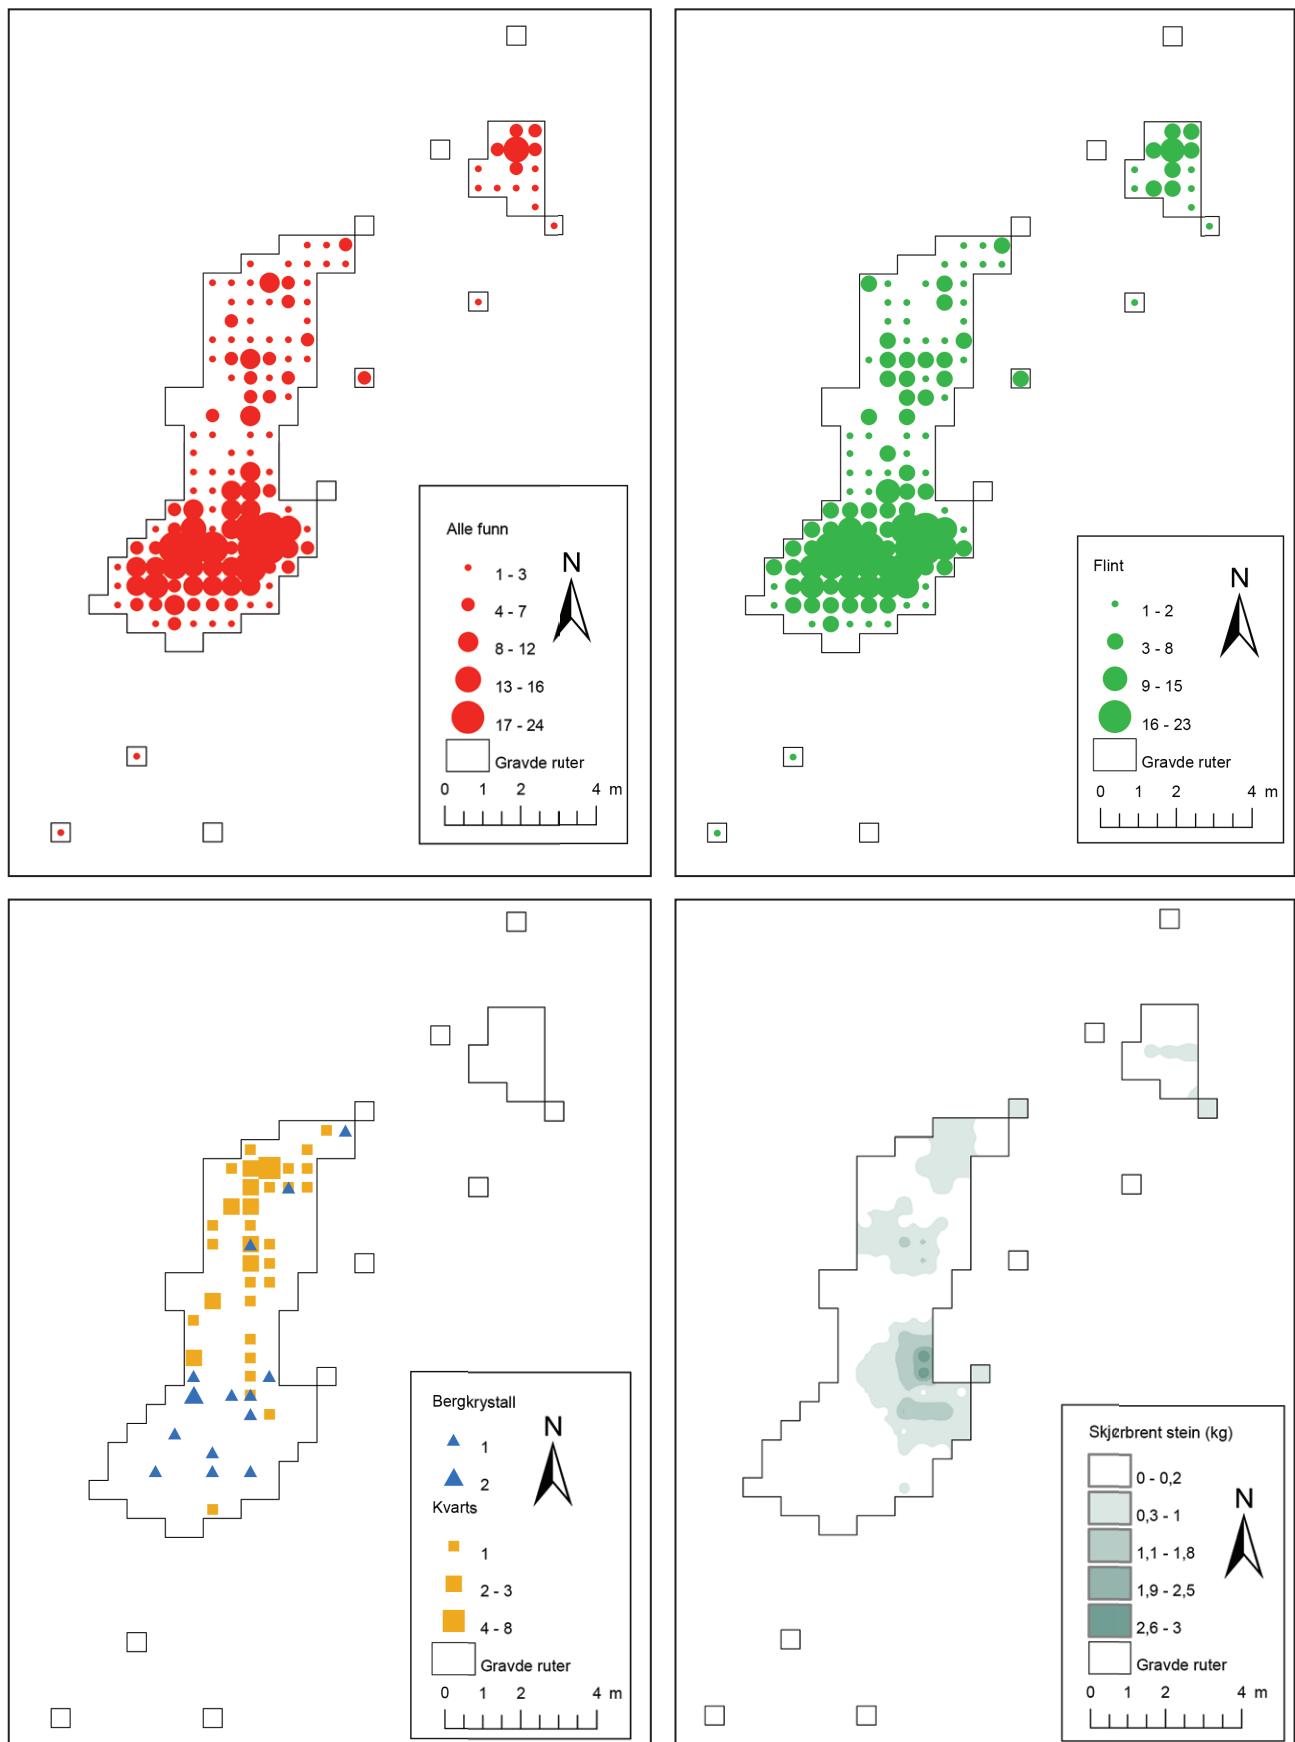 Alle funn
N
1 - 3
4 - 7
8 - 12
13 - 16
17 - 24
Gravde ruter
0 1 2 4 m
Flint
N
1 - 2
3 - 8
9 - 15
16 - 23
Gravde ruter
0 1 2 4 m
Bergkrystall
N
1
2
Kvarts
1
2 - 3
4 - 8
Gravde ruter
0 1 2 4 m
Skjørbrent stein (kg)
0 - 0,2
N
0,3 - 1
1,1 - 1,8
1,9 - 2,5
2,6 - 3
Gravde ruter
0 1 2 4 m